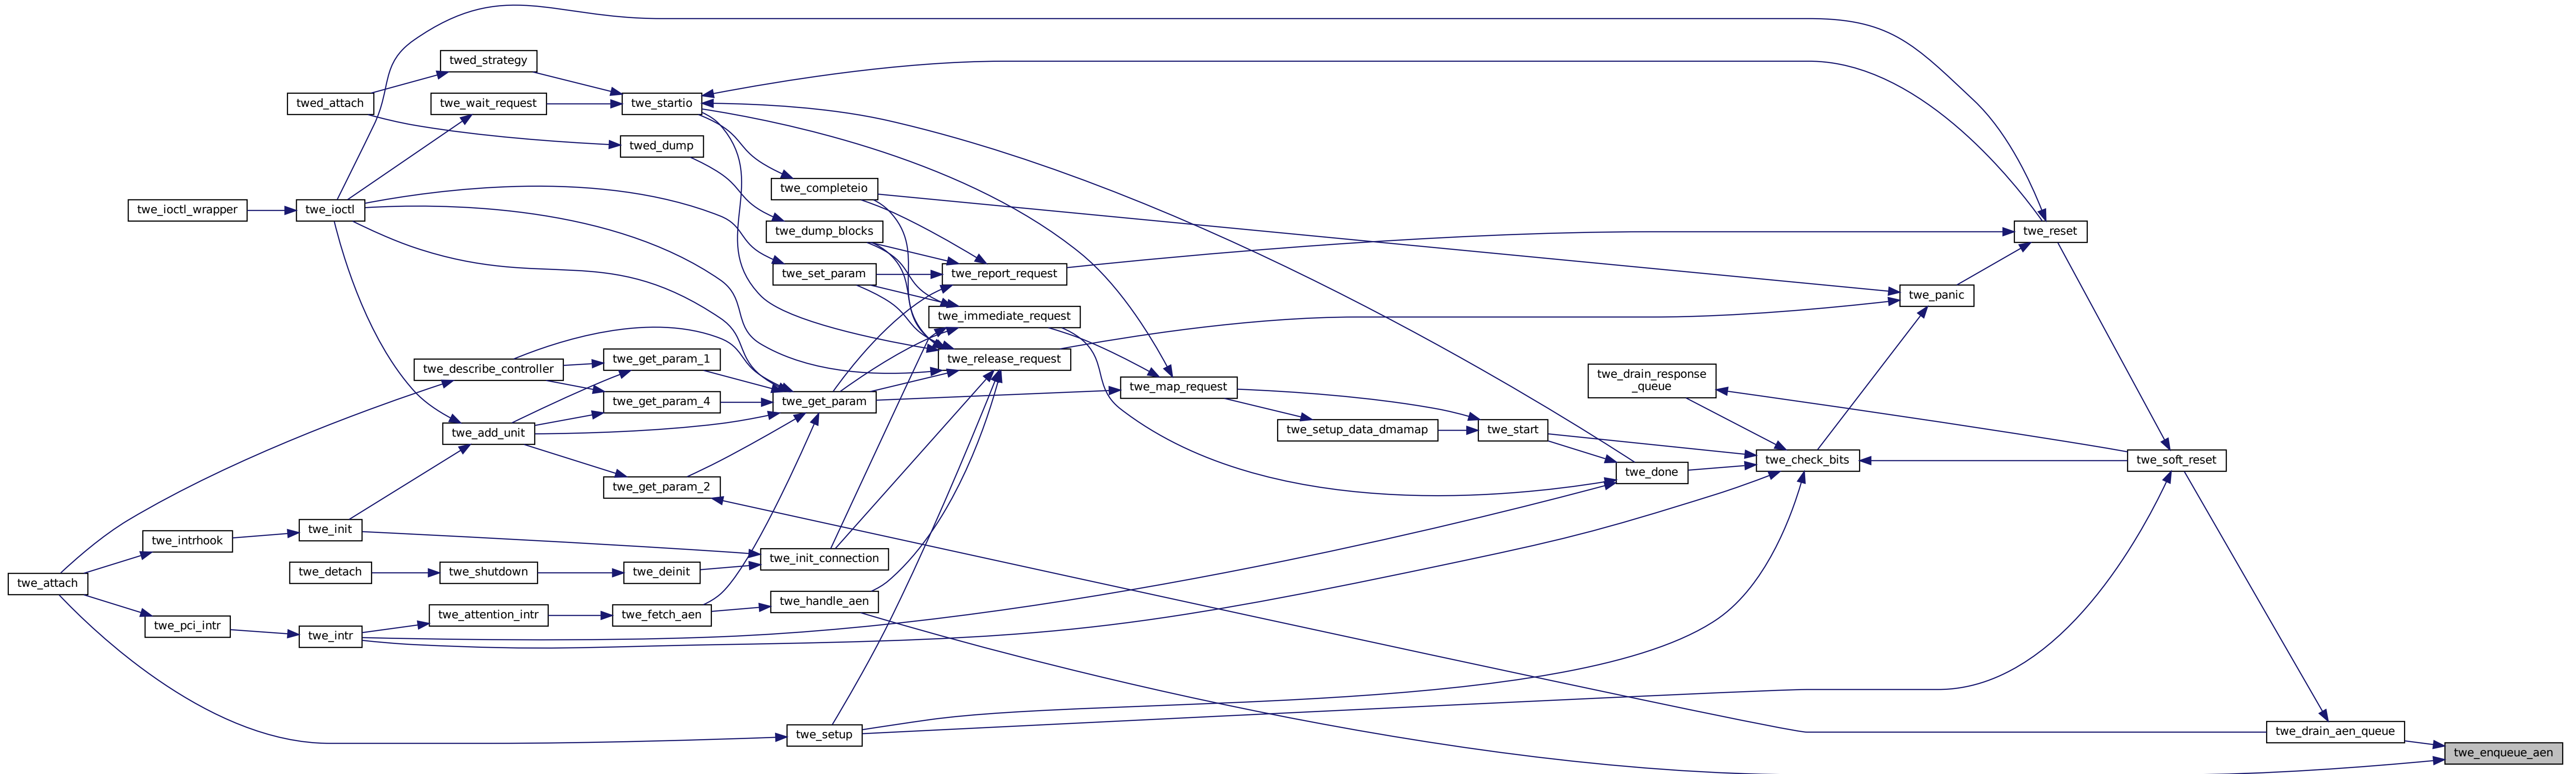 twed_strategy
twed_attach
twe_wait_request
twe_startio
twed_dump
twe_completeio
twe_ioctl_wrapper
twe_ioctl
twe_dump_blocks
twe_reset
twe_set_param
twe_report_request
twe_panic
twe_immediate_request
twe_get_param_1
twe_release_request
twe_describe_controller
twe_drain_response
_queue
twe_map_request
twe_get_param_4
twe_get_param
twe_add_unit
twe_setup_data_dmamap
twe_start
twe_check_bits
twe_soft_reset
twe_done
twe_get_param_2
twe_init
twe_intrhook
twe_init_connection
twe_detach
twe_shutdown
twe_deinit
twe_attach
twe_handle_aen
twe_attention_intr
twe_fetch_aen
twe_pci_intr
twe_intr
twe_setup
twe_drain_aen_queue
twe_enqueue_aen